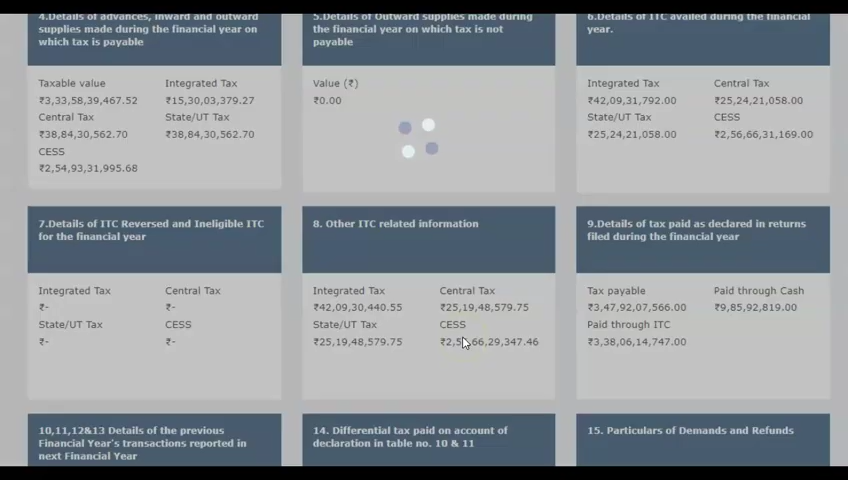 4.Details of advances, inward and outward
supplies made during the financial year on
which tax is payable
Taxable value Integrated Tax
₹3,33,58,39,467.52 ₹15,30,03,379.27
Central Tax State/UT Tax
₹38,84,30,562.70 ₹38,84,30,562.70
CESS
₹2,54,93,31,995.68
5.Details of Outward supplies made during
the financial year on which tax is not
payable
Value (₹)
₹0.00
6.Details of ITC availed during the financial
year.
Integrated Tax Central Tax
₹42,09,31,792.00 ₹25,24,21,058.00
State/UT Tax CESS
₹25,24,21,058.00 ₹2,56,66,31,169.00
7.Details of ITC Reversed and Ineligible ITC
for the financial year
Integrated Tax Central Tax
₹- ₹-
State/UT Tax CESS
₹- ₹-
8. Other ITC related information
Integrated Tax Central Tax
₹42,09,30,440.55 ₹25,19,48,579.75
State/UT Tax CESS
₹25,19,48,579.75
9.Details of tax paid as declared in returns
filed during the financial year
Tax payable Paid through Cash
₹3,47,92,07,566.00 ₹9,85,92,819.00
Paid through ITC
₹3,38,06,14,747.00
10,11,12&13 Details of the previous
Financial Year's transactions reported in
next Financial Year
14. Differential tax paid on account of
declaration in table no. 10 & 11
15. Particulars of Demands and Refunds